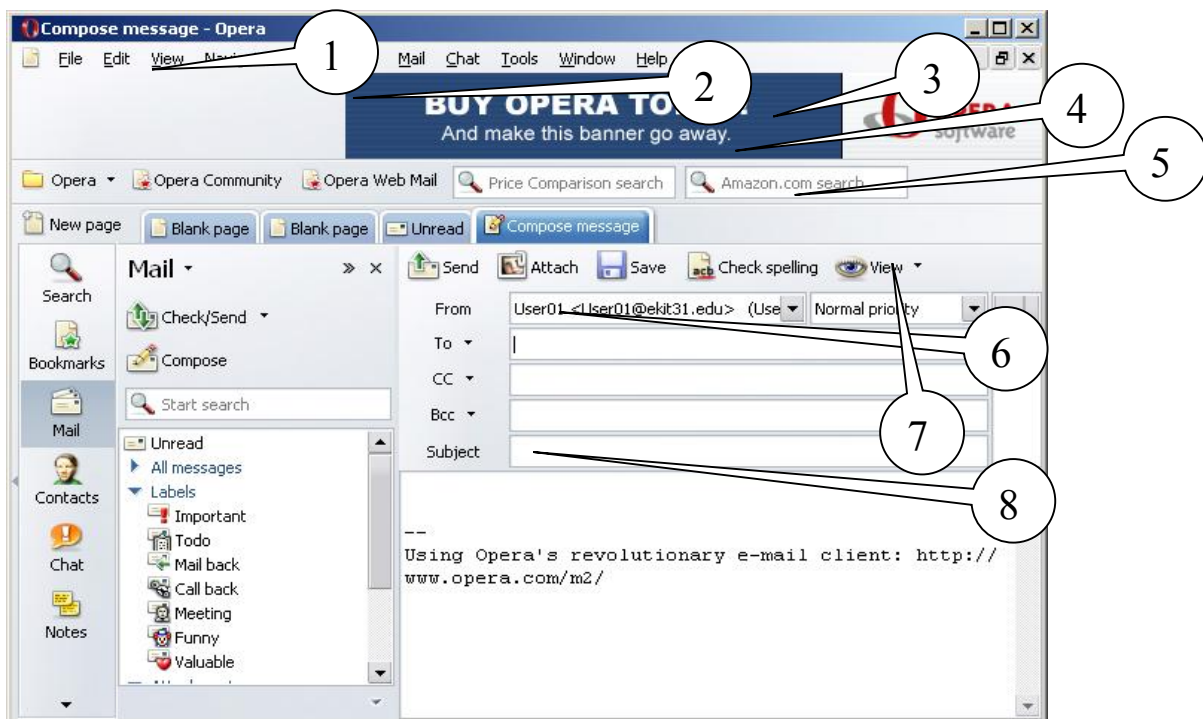 Compose message - Opera
File Edit View Mail Chat Tools Window Help
1
2
3
4
5
BUY OPERA
And make this banner go away.
software
Opera Opera Community Opera Web Mail Price Comparison search Amazon.com search
New page Blank page Blank page Unread Compose message
Search
Bookmarks
Mail
Contacts
Chat
Notes
Mail
Check/Send
Compose
Start search
Unread
All messages
Labels
Important
Todo
Mail back
Call back
Meeting
Funny
Valuable
Send Attach Save Check spelling View
From User01 <User01@ekit31.edu> (Use Normal priority
To
CC
Bcc
Subject
6
7
8
--
Using Opera's revolutionary e-mail client: http://
www.opera.com/m2/